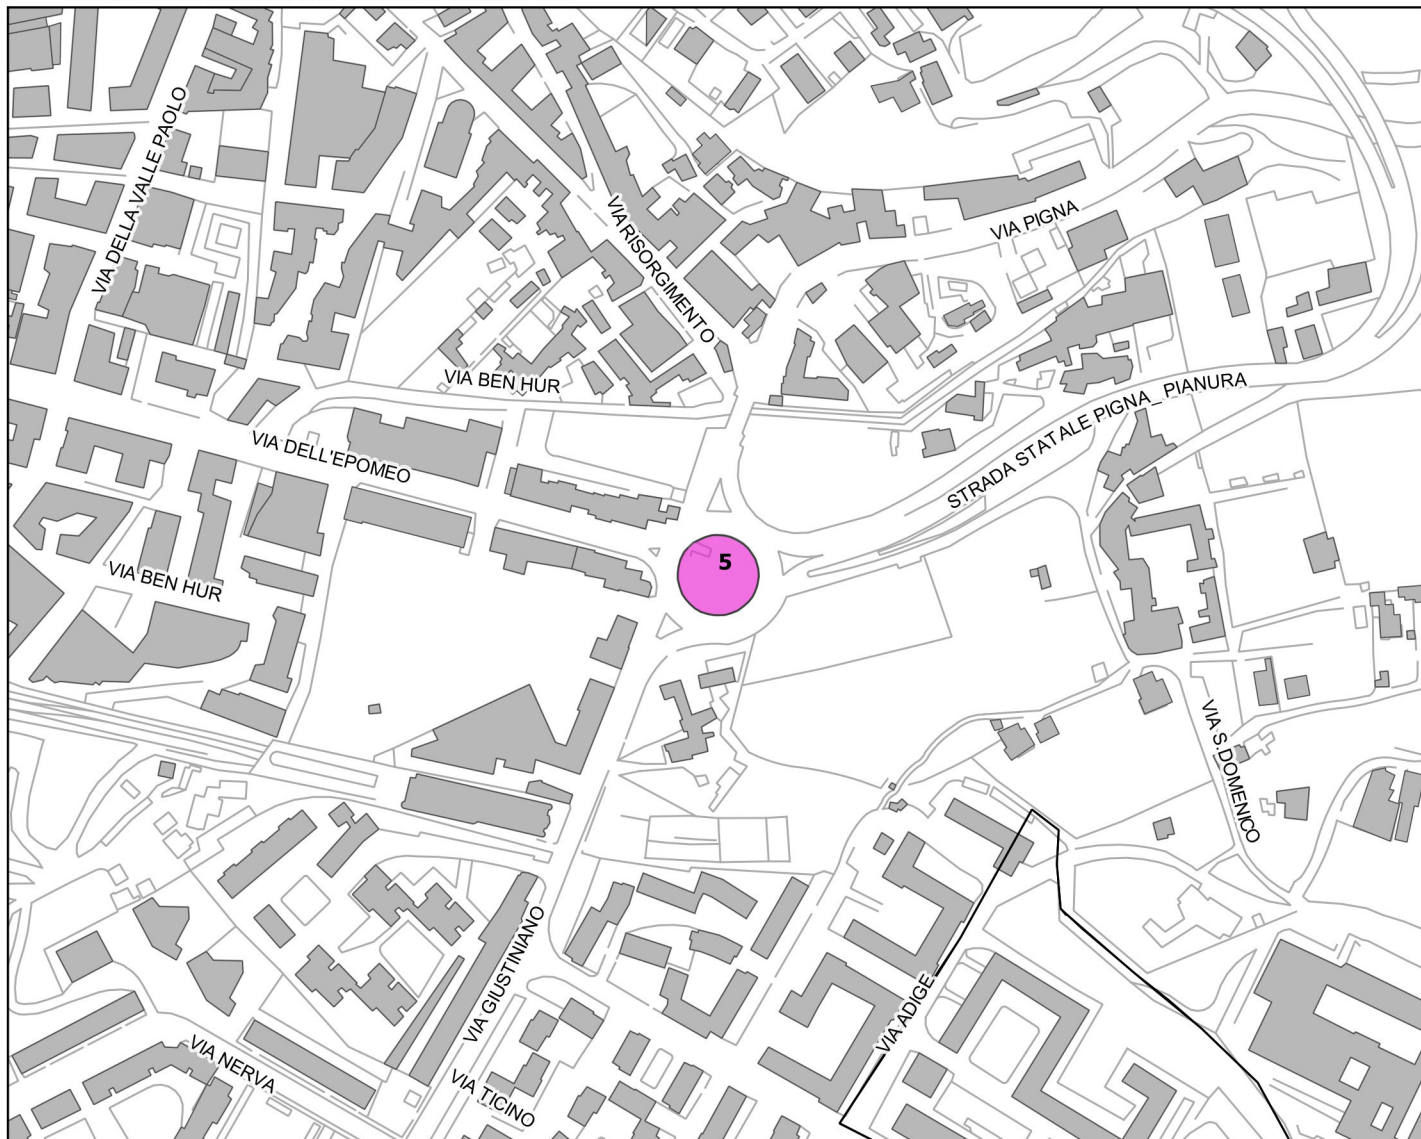 VIA DELLA VALLE PAOLO
VIA RISORGIMENTO
VIA PIGNA
VIA BEN HUR
STRADA STATALE PIGNA_PIANURA
VIA DELL'EPOMEO
5
VIA BEN HUR
VIA S.DOMENICO
VIA GIUSTINIANO
VIA ADIGE
VIA NERVA
VIA TICINO